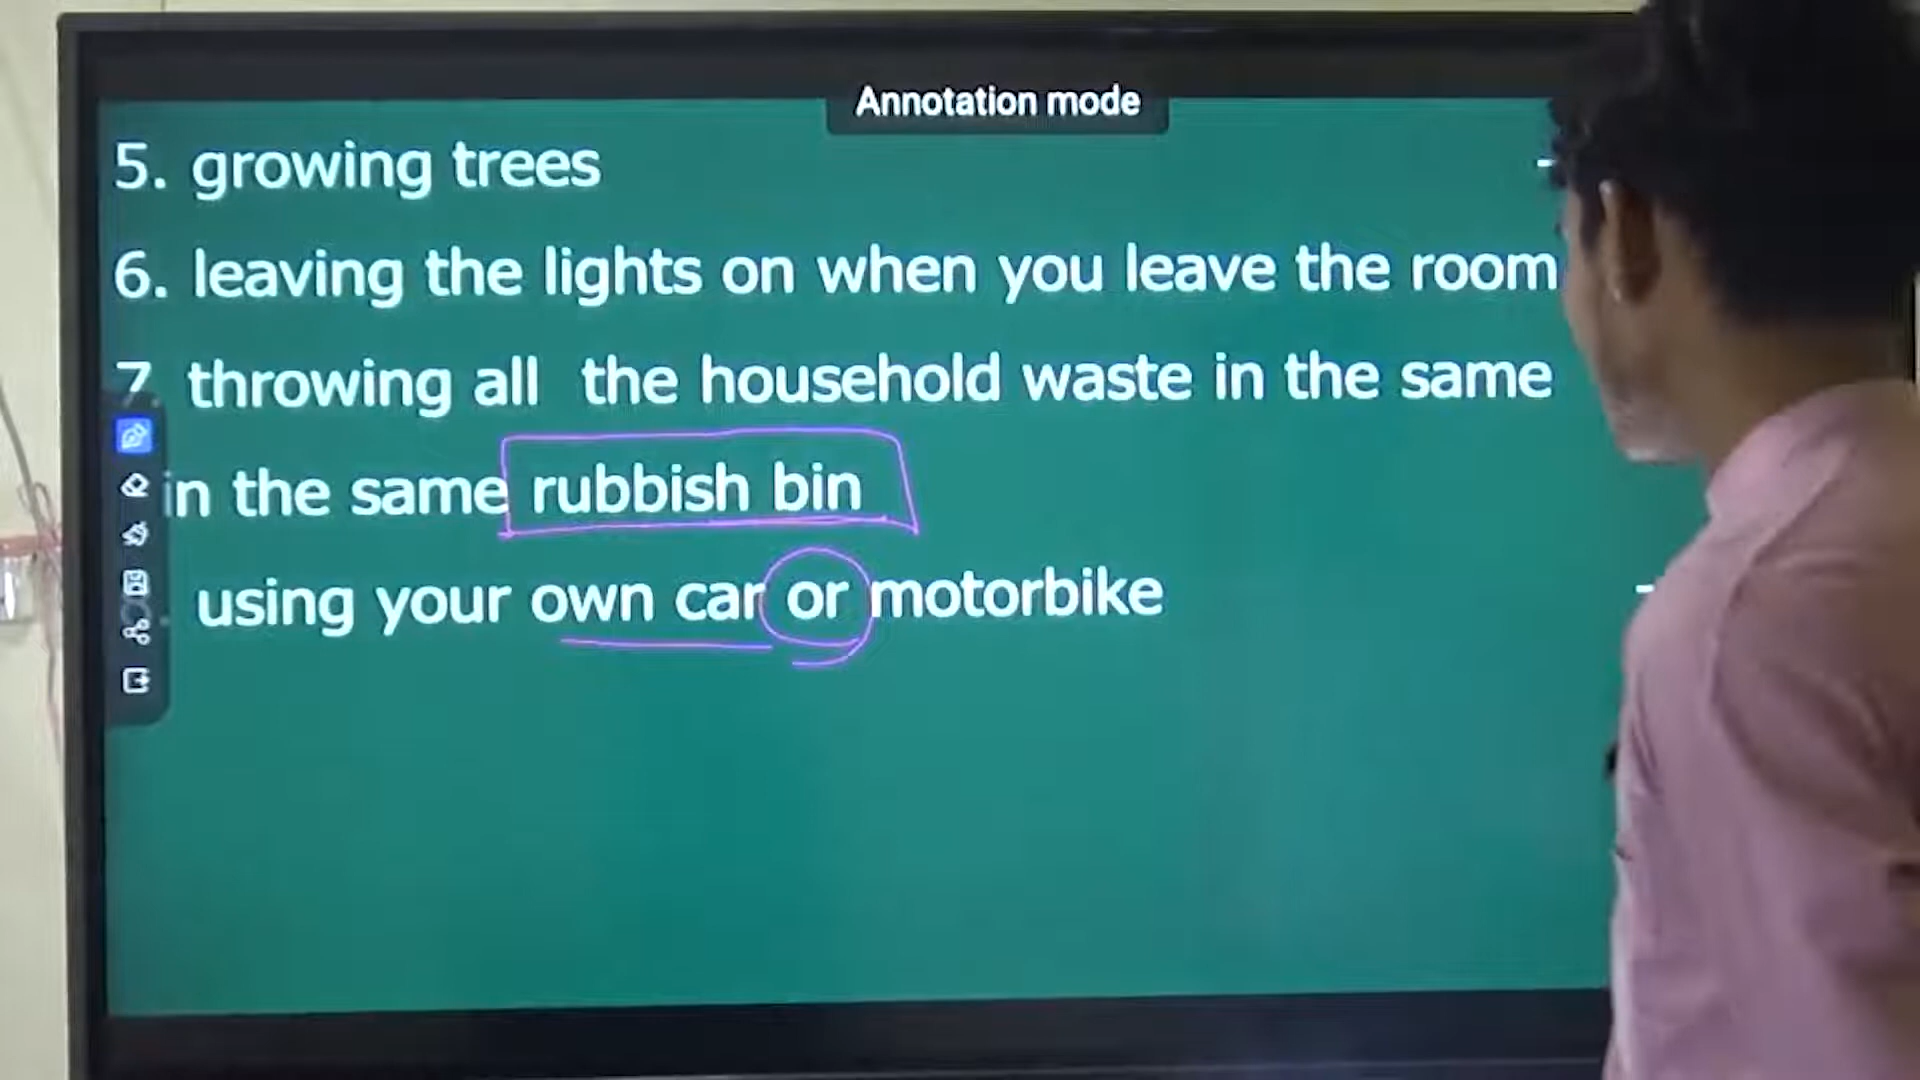 Annotation mode
5. growing trees -
6. leaving the lights on when you leave the room
7. throwing all the household waste in the same
in the same rubbish bin
. using your own car or motorbike -